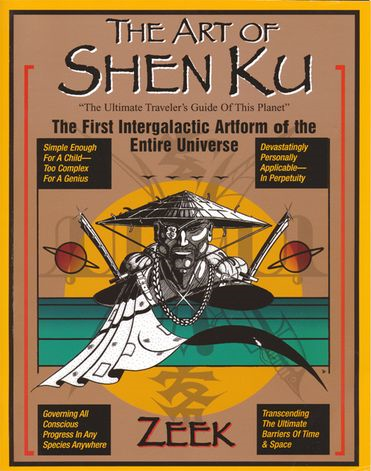 THE ART OF
SHEN KU
“The Ultimate Traveler’s Guide Of This Planet”
The First Intergalactic Artform of the
Entire Universe
Simple Enough
For A Child—
Too Complex
For A Genius
Devastatingly
Personally
Applicable—
In Perpetuity
Governing All
Conscious
Progress In Any
Species Anywhere
ZEEK
Transcending
The Ultimate
Barriers Of Time
& Space